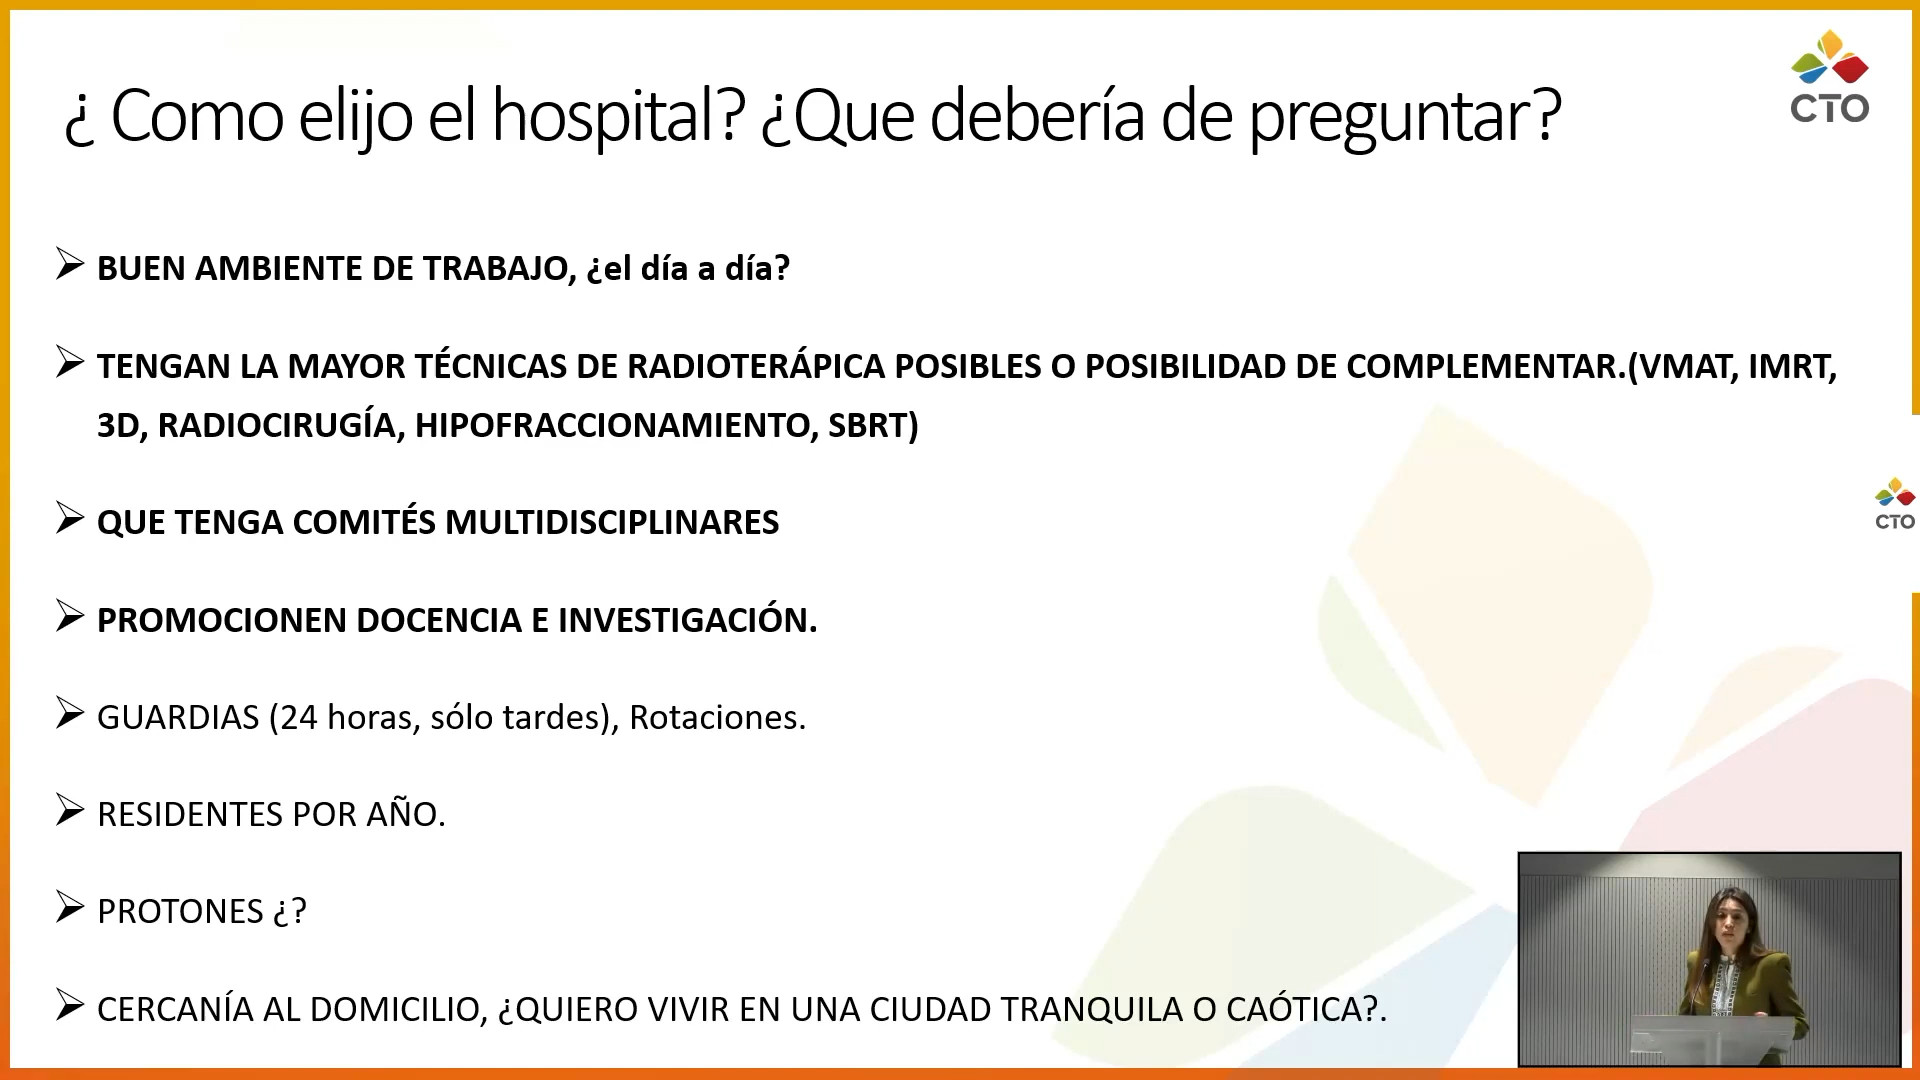 ¿ Como elijo el hospital? ¿Que debería de preguntar?
CTO
➢ BUEN AMBIENTE DE TRABAJO, ¿el día a día?
➢ TENGAN LA MAYOR TÉCNICAS DE RADIOTERÁPICA POSIBLES O POSIBILIDAD DE COMPLEMENTAR.(VMAT, IMRT,
3D, RADIOCIRUGÍA, HIPOFRACCIONAMIENTO, SBRT)
CTO
➢ QUE TENGA COMITÉS MULTIDISCIPLINARES
➢ PROMOCIONEN DOCENCIA E INVESTIGACIÓN.
➢ GUARDIAS (24 horas, sólo tardes), Rotaciones.
➢ RESIDENTES POR AÑO.
➢ PROTONES ¿?
➢ CERCANÍA AL DOMICILIO, ¿QUIERO VIVIR EN UNA CIUDAD TRANQUILA O CAÓTICA?.